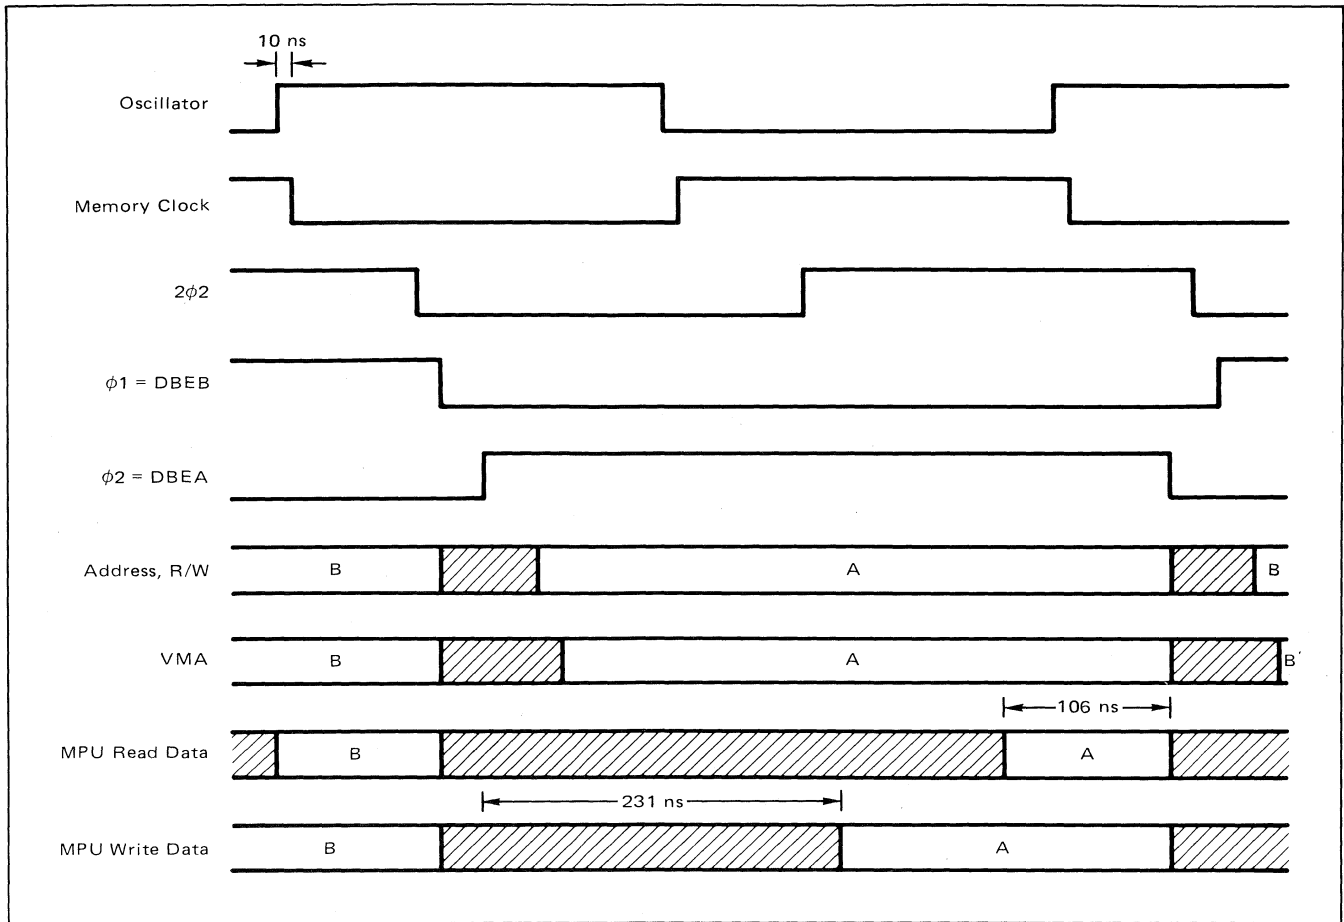 10 ns
Oscillator
Memory Clock
2ϕ2
ϕ1 = DBEB
ϕ2 = DBEA
Address, R/W
B
A
B
VMA
B
A
B'
106 ns
MPU Read Data
B
A
231 ns
MPU Write Data
B
A